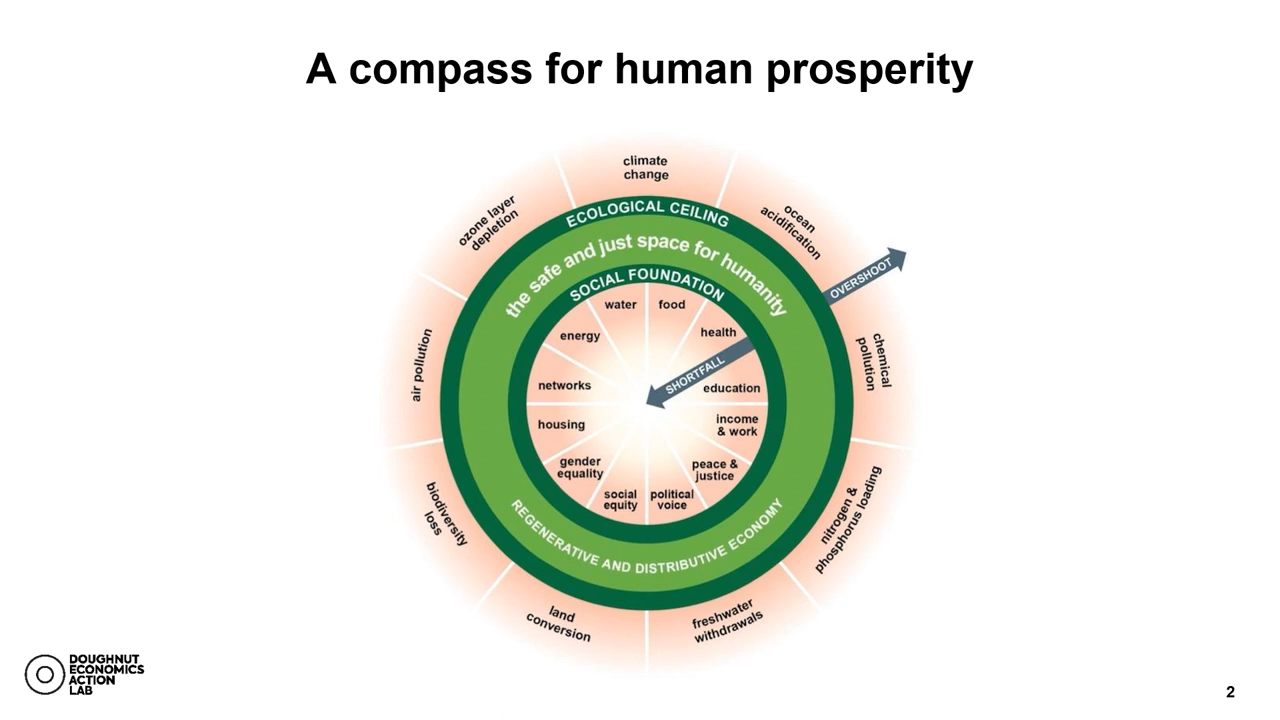 A compass for human prosperity
climate
change
ocean
acidification
chemical
pollution
nitrogen &
phosphorus loading
freshwater
withdrawals
land
conversion
biodiversity
loss
air pollution
ozone layer
depletion
OVERSHOOT
ECOLOGICAL CEILING
the safe and just space for humanity
SOCIAL FOUNDATION
water
food
health
SHORTFALL
education
income
& work
peace &
justice
political
voice
social
equity
gender
equality
housing
networks
energy
REGENERATIVE AND DISTRIBUTIVE ECONOMY
DOUGHNUT
ECONOMICS
ACTION
LAB
2